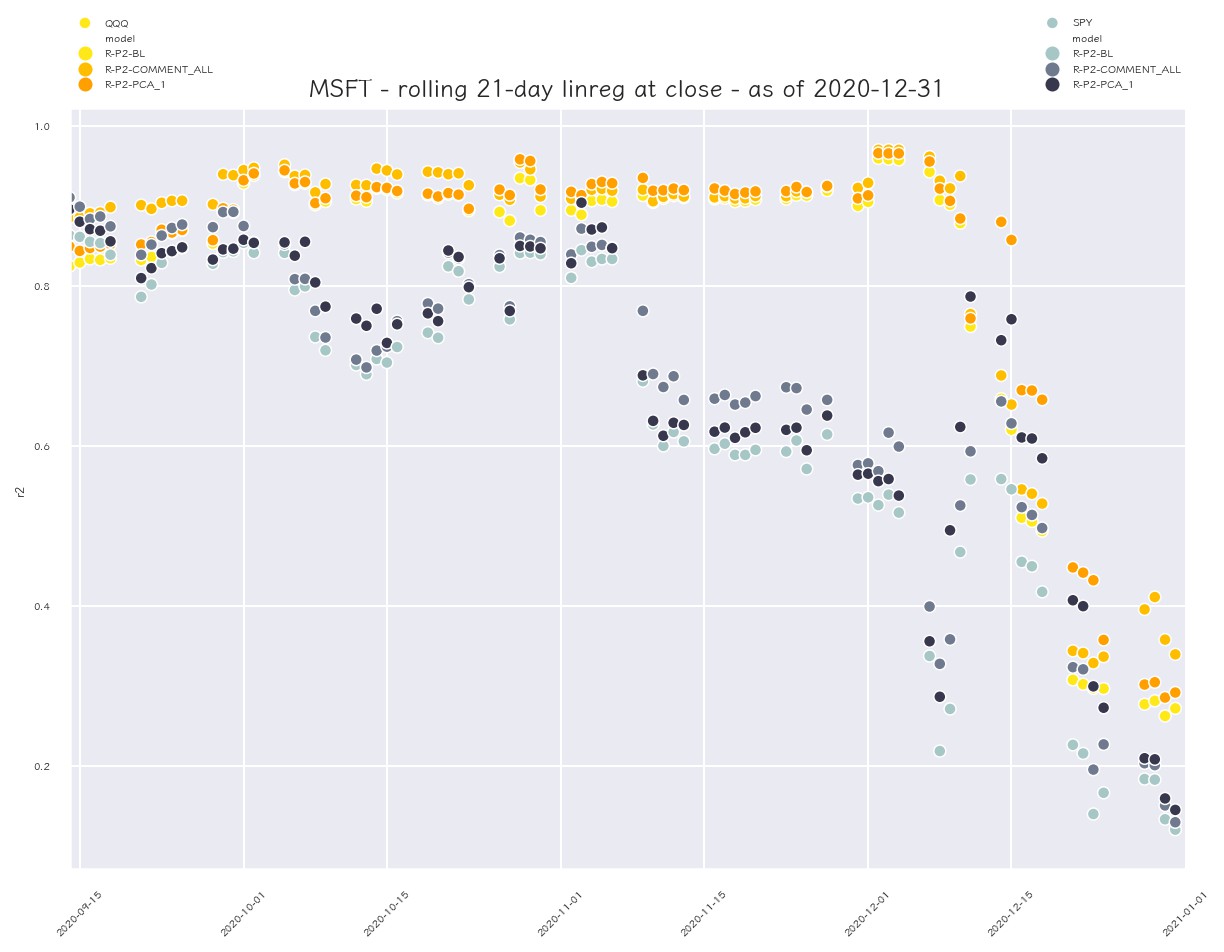 QQQ
model
R-P2-BL
R-P2-COMMENT_ALL
R-P2-PCA_1
SPY
model
R-P2-BL
R-P2-COMMENT_ALL
R-P2-PCA_1
MSFT - rolling 21-day linreg at close - as of 2020-12-31
1.0
0.8
0.6
0.4
0.2
r2
2020-09-15
2020-10-01
2020-10-15
2020-11-01
2020-11-15
2020-12-01
2020-12-15
2021-01-01